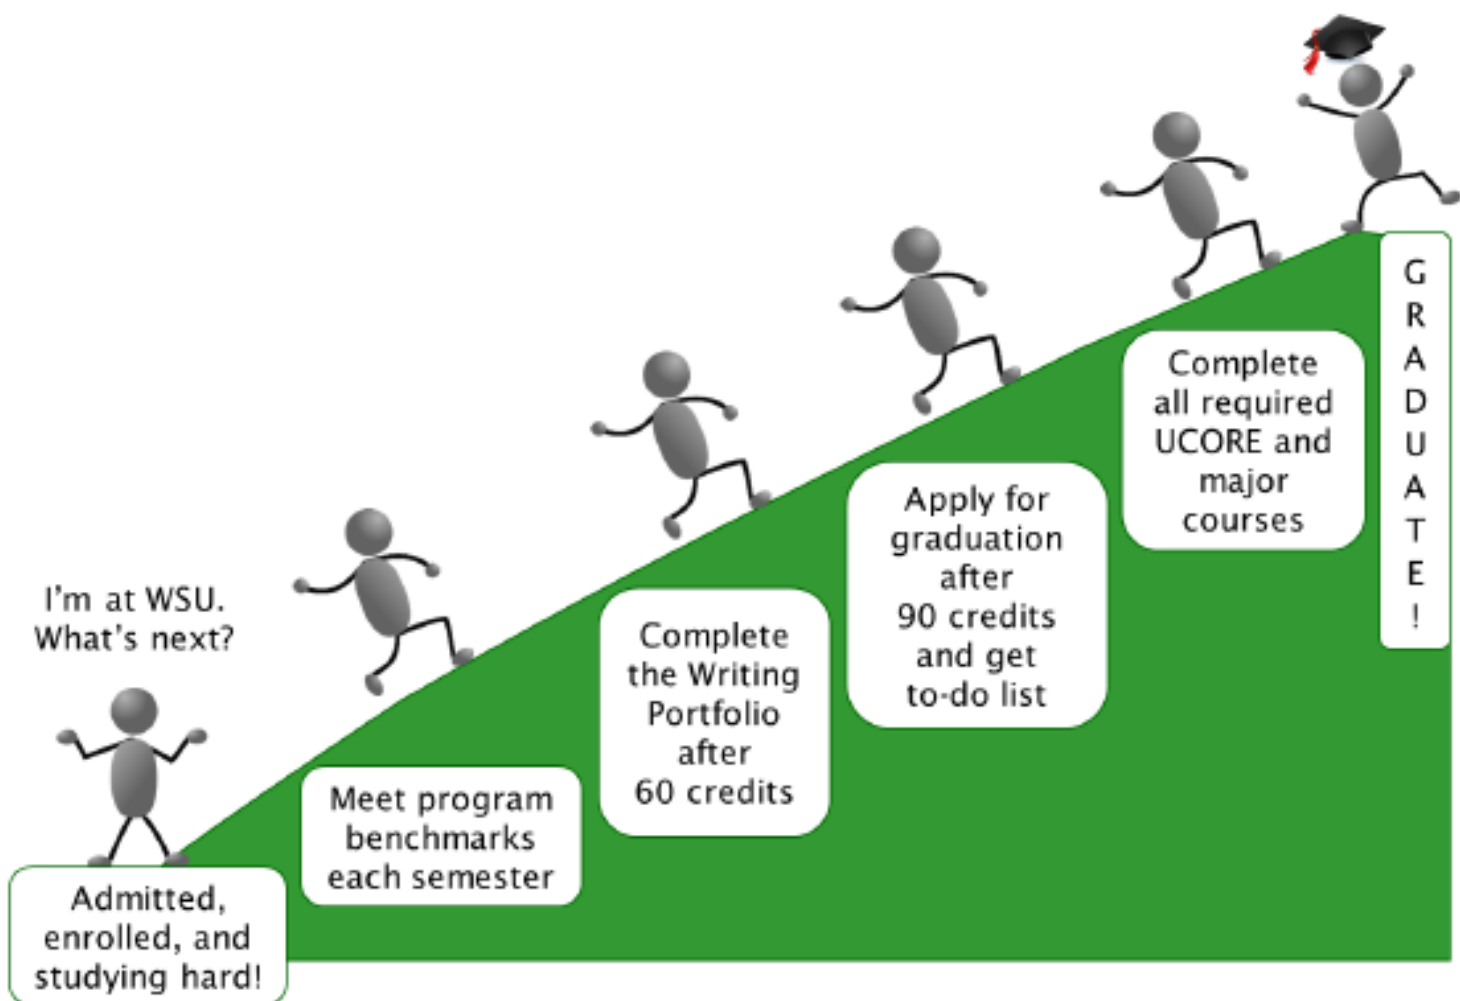 I'm at WSU.
What's next?
Admitted,
enrolled, and
studying hard!
Meet program
benchmarks
each semester
Complete
the Writing
Portfolio
after
60 credits
Apply for
graduation
after
90 credits
and get
to-do list
Complete
all required
UCORE and
major
courses
G
R
A
D
U
A
T
E
!